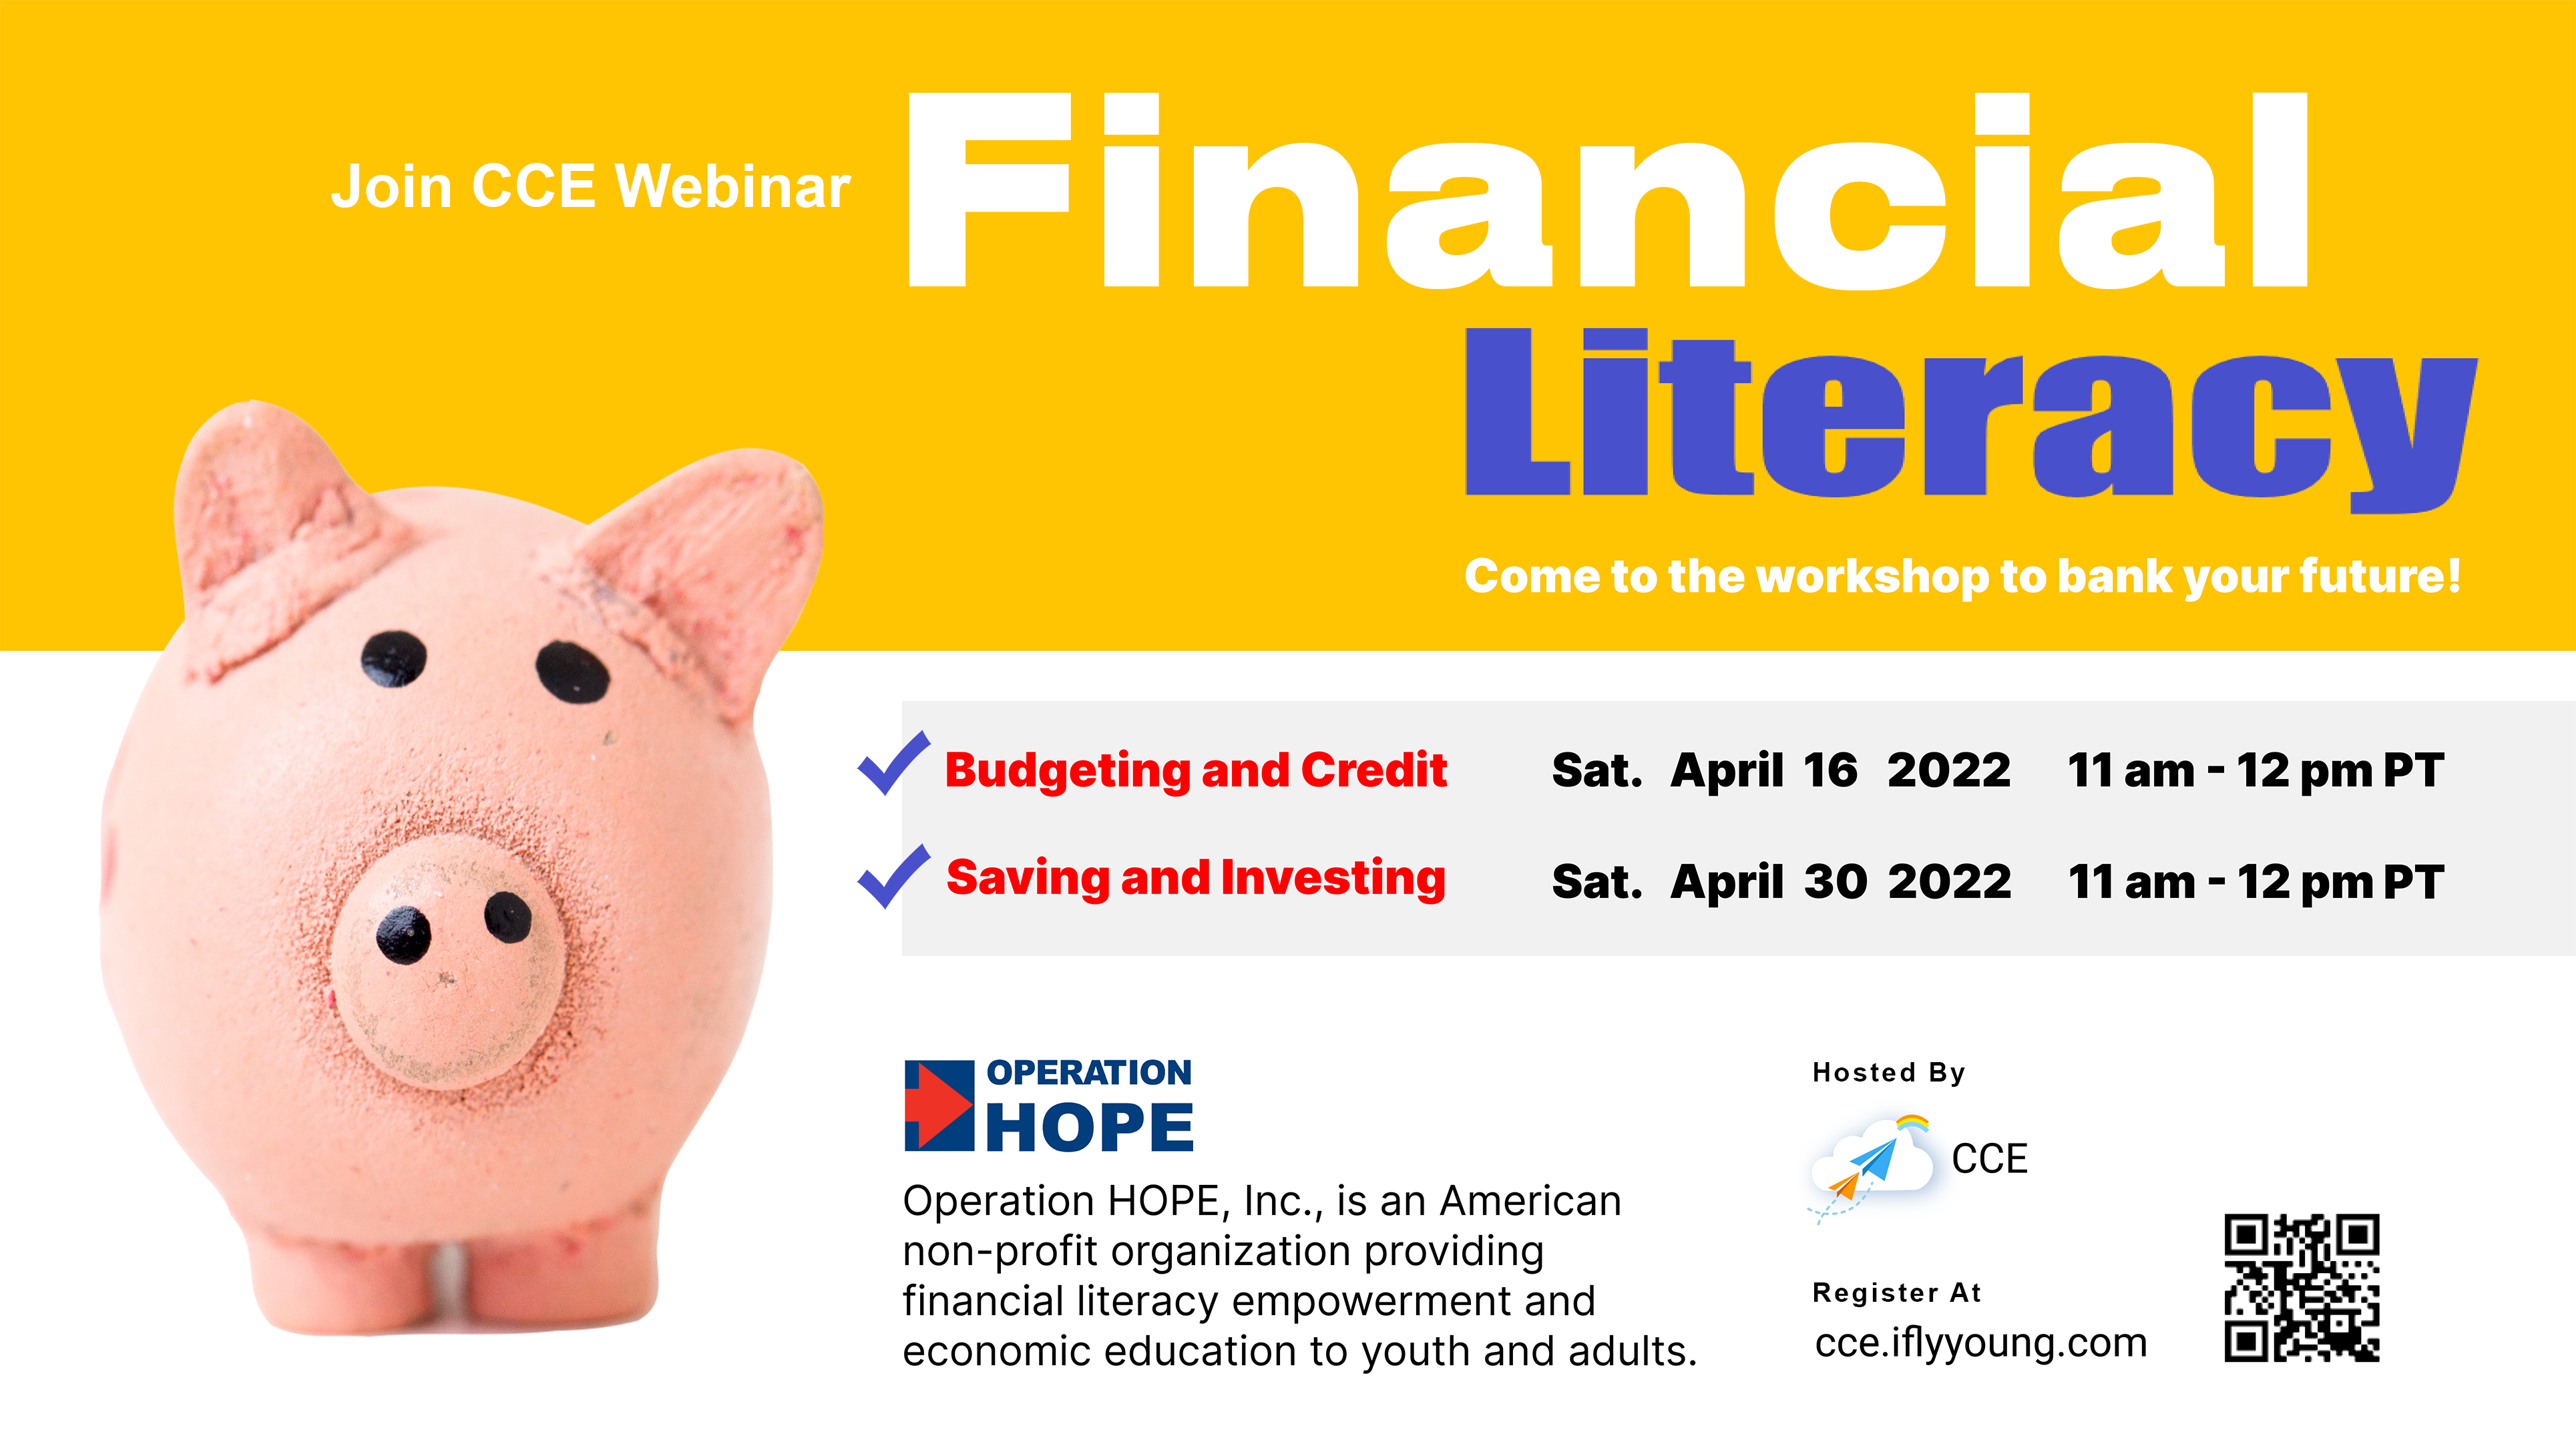 Join CCE Webinar
Financial
Literacy
Come to the workshop to bank your future!
Budgeting and Credit Sat. April 16 2022 11 am - 12 pm PT
Saving and Investing Sat. April 30 2022 11 am - 12 pm PT
OPERATION
HOPE
Operation HOPE, Inc., is an American
non-profit organization providing
financial literacy empowerment and
economic education to youth and adults.
Hosted By
CCE
Register At
cce.iflyyoung.com